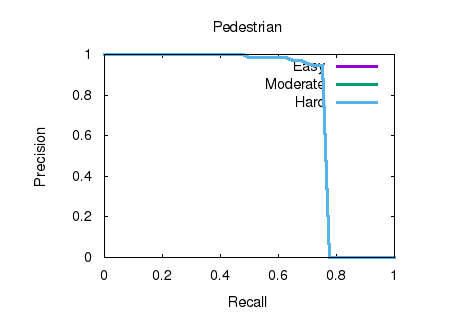 Pedestrian
1
0.8
0.6
0.4
0.2
0
Precision
Easy
Moderate
Hard
0 0.2 0.4 0.6 0.8 1
Recall